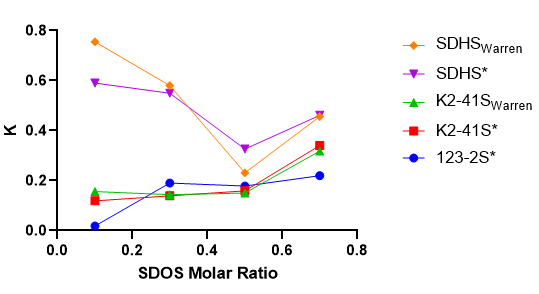 0.8
0.6
0.4
0.2
0.0
K
0.0 0.2 0.4 0.6 0.8
SDOS Molar Ratio
SDHSWarren
SDHS*
K2-41SWarren
K2-41S*
123-2S*